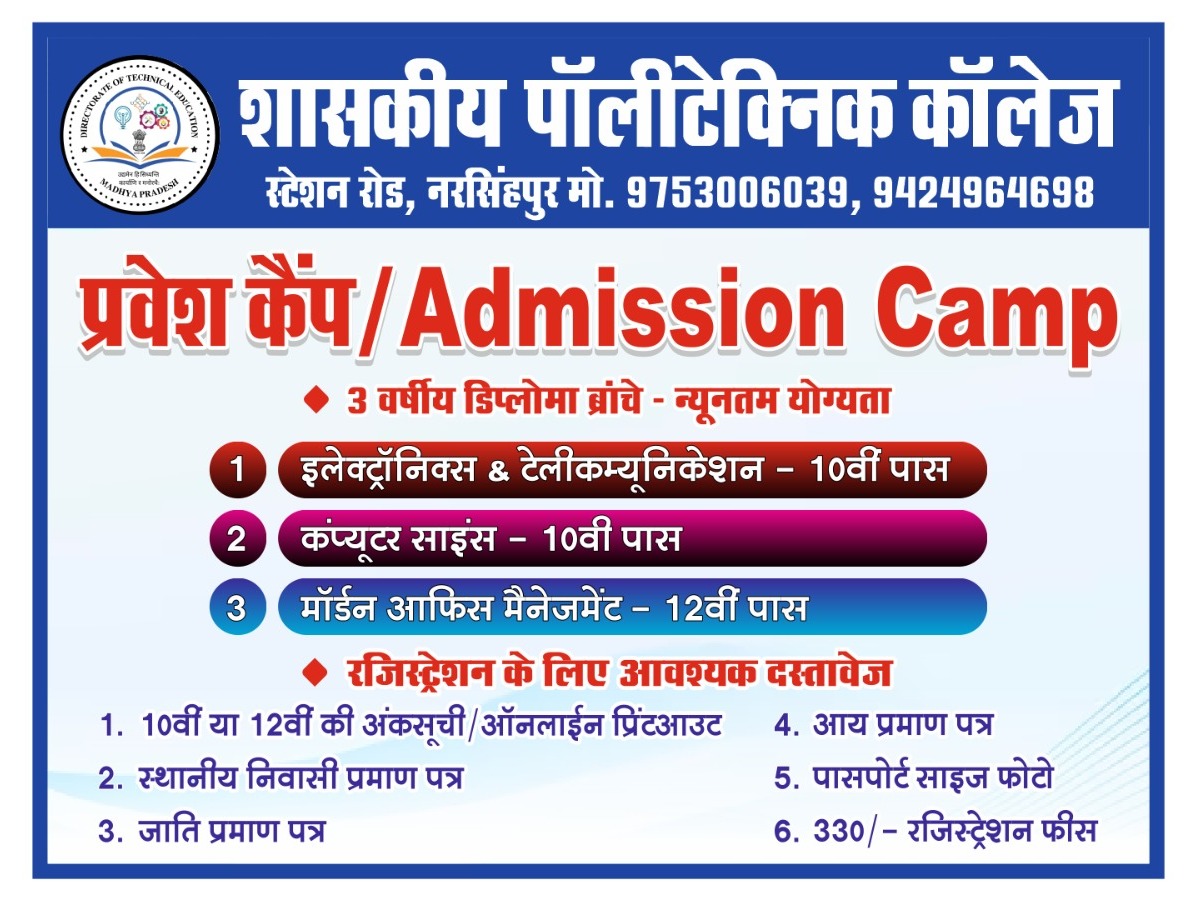 DIRECTORATE OF TECHNICAL EDUCATION
MADHYA PRADESH
शासकीय पॉलीटेक्निक कॉलेज
स्टेशन रोड, नरसिंहपुर मो. 9753006039, 9424964698
प्रवेश कैंप/Admission Camp
3 वर्षीय डिप्लोमा ब्रांचे - न्यूनतम योग्यता
1 इलेक्ट्रॉनिक्स & टेलीकम्यूनिकेशन – 10वीं पास
2 कंप्यूटर साइंस – 10वी पास
3 मॉर्डन आफिस मैनेजमेंट – 12वीं पास
रजिस्ट्रेशन के लिए आवश्यक दस्तावेज
1. 10वीं या 12वीं की अंकसूची/ऑनलाईन प्रिंटआउट
2. स्थानीय निवासी प्रमाण पत्र
3. जाति प्रमाण पत्र
4. आय प्रमाण पत्र
5. पासपोर्ट साइज फोटो
6. 330/– रजिस्ट्रेशन फीस